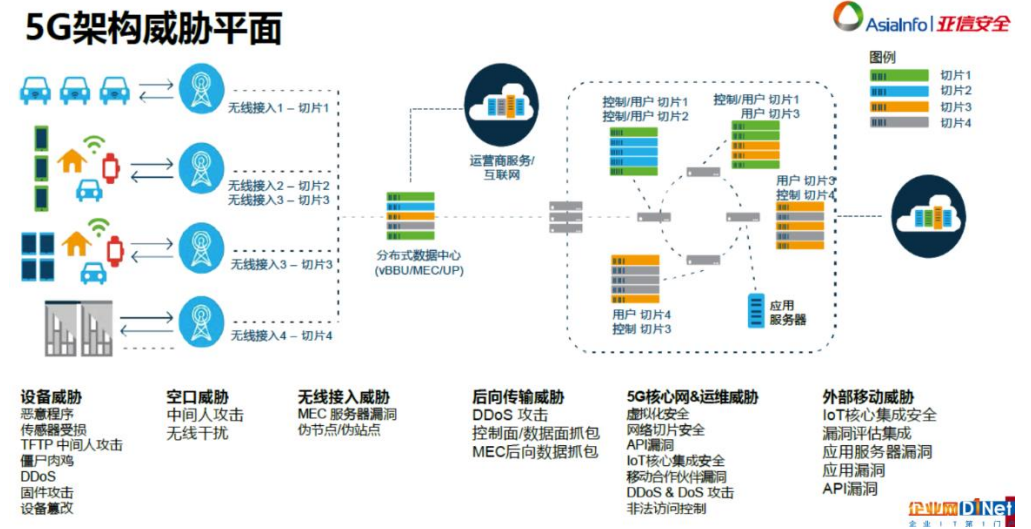 5G架构威胁平面
AsiaInfo 亚信安全
图例
切片1
切片2
切片3
切片4
无线接入1 – 切片1
无线接入2 – 切片2
无线接入3 – 切片3
无线接入3 – 切片3
无线接入4 – 切片4
运营商服务/
互联网
分布式数据中心
(vBBU/MEC/UP)
控制/用户 切片1
控制/用户 切片2
控制/用户 切片1
用户 切片3
用户 切片3
控制 切片4
用户 切片4
控制 切片3
应用
服务器
设备威胁
恶意程序
传感器受损
TFTP 中间人攻击
僵尸肉鸡
DDoS
固件攻击
设备篡改
空口威胁
中间人攻击
无线干扰
无线接入威胁
MEC 服务器漏洞
伪节点/伪站点
后向传输威胁
DDoS 攻击
控制面/数据面抓包
MEC后向数据抓包
5G核心网&运维威胁
虚拟化安全
网络切片安全
API漏洞
IoT核心集成安全
移动合作伙伴漏洞
DDoS & DoS 攻击
非法访问控制
外部移动威胁
IoT核心集成安全
漏洞评估集成
应用服务器漏洞
应用漏洞
API漏洞
企业网D1Net